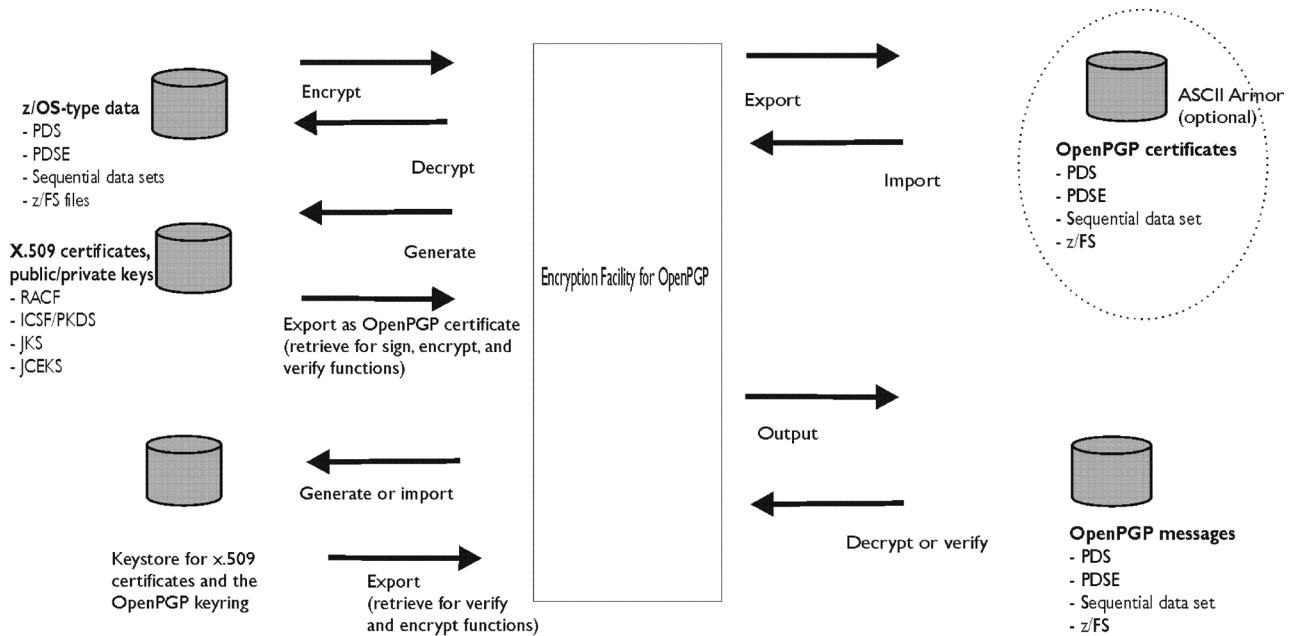 z/OS-type data
- PDS
- PDSE
- Sequential data sets
- z/FS files
X.509 certificates,
public/private keys
- RACF
- ICSF/PKDS
- JKS
- JCEKS
Keystore for x.509
certificates and the
OpenPGP keyring
Encrypt
Decrypt
Generate
Export as OpenPGP certificate
(retrieve for sign, encrypt, and
verify functions)
Generate or import
Export
(retrieve for verify
and encrypt functions)
Encryption Facility for OpenPGP
Export
Import
Output
Decrypt or verify
ASCII Armor
(optional)
OpenPGP certificates
- PDS
- PDSE
- Sequential data set
- z/FS
OpenPGP messages
- PDS
- PDSE
- Sequential data set
- z/FS